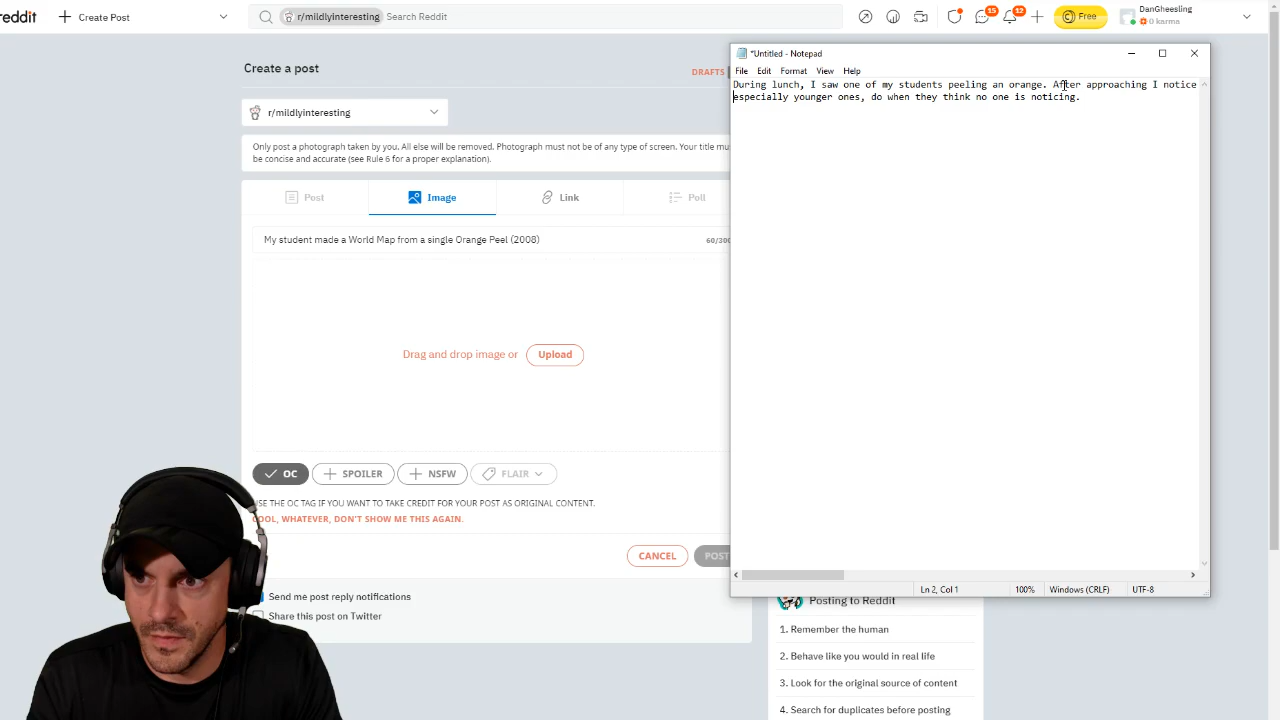 reddit
Create Post
r/mildlyinteresting Search Reddit
15
12
Free
DanGheesling
0 karma
Create a post
DRAFTS
r/mildlyinteresting
Only post a photograph taken by you. All else will be removed. Photograph must not be of any type of screen. Your title mus
be concise and accurate (see Rule 6 for a proper explanation).
Post
Image
Link
Poll
My student made a World Map from a single Orange Peel (2008)
60/300
Drag and drop image or Upload
OC
SPOILER
NSFW
FLAIR
USE THE OC TAG IF YOU WANT TO TAKE CREDIT FOR YOUR POST AS ORIGINAL CONTENT.
COOL, WHATEVER, DON'T SHOW ME THIS AGAIN.
CANCEL
POST
Send me post reply notifications
Share this post on Twitter
*Untitled - Notepad
File Edit Format View Help
During lunch, I saw one of my students peeling an orange. After approaching I notice
especially younger ones, do when they think no one is noticing.
Ln 2, Col 1
100%
Windows (CRLF)
UTF-8
Posting to Reddit
1. Remember the human
2. Behave like you would in real life
3. Look for the original source of content
4. Search for duplicates before posting